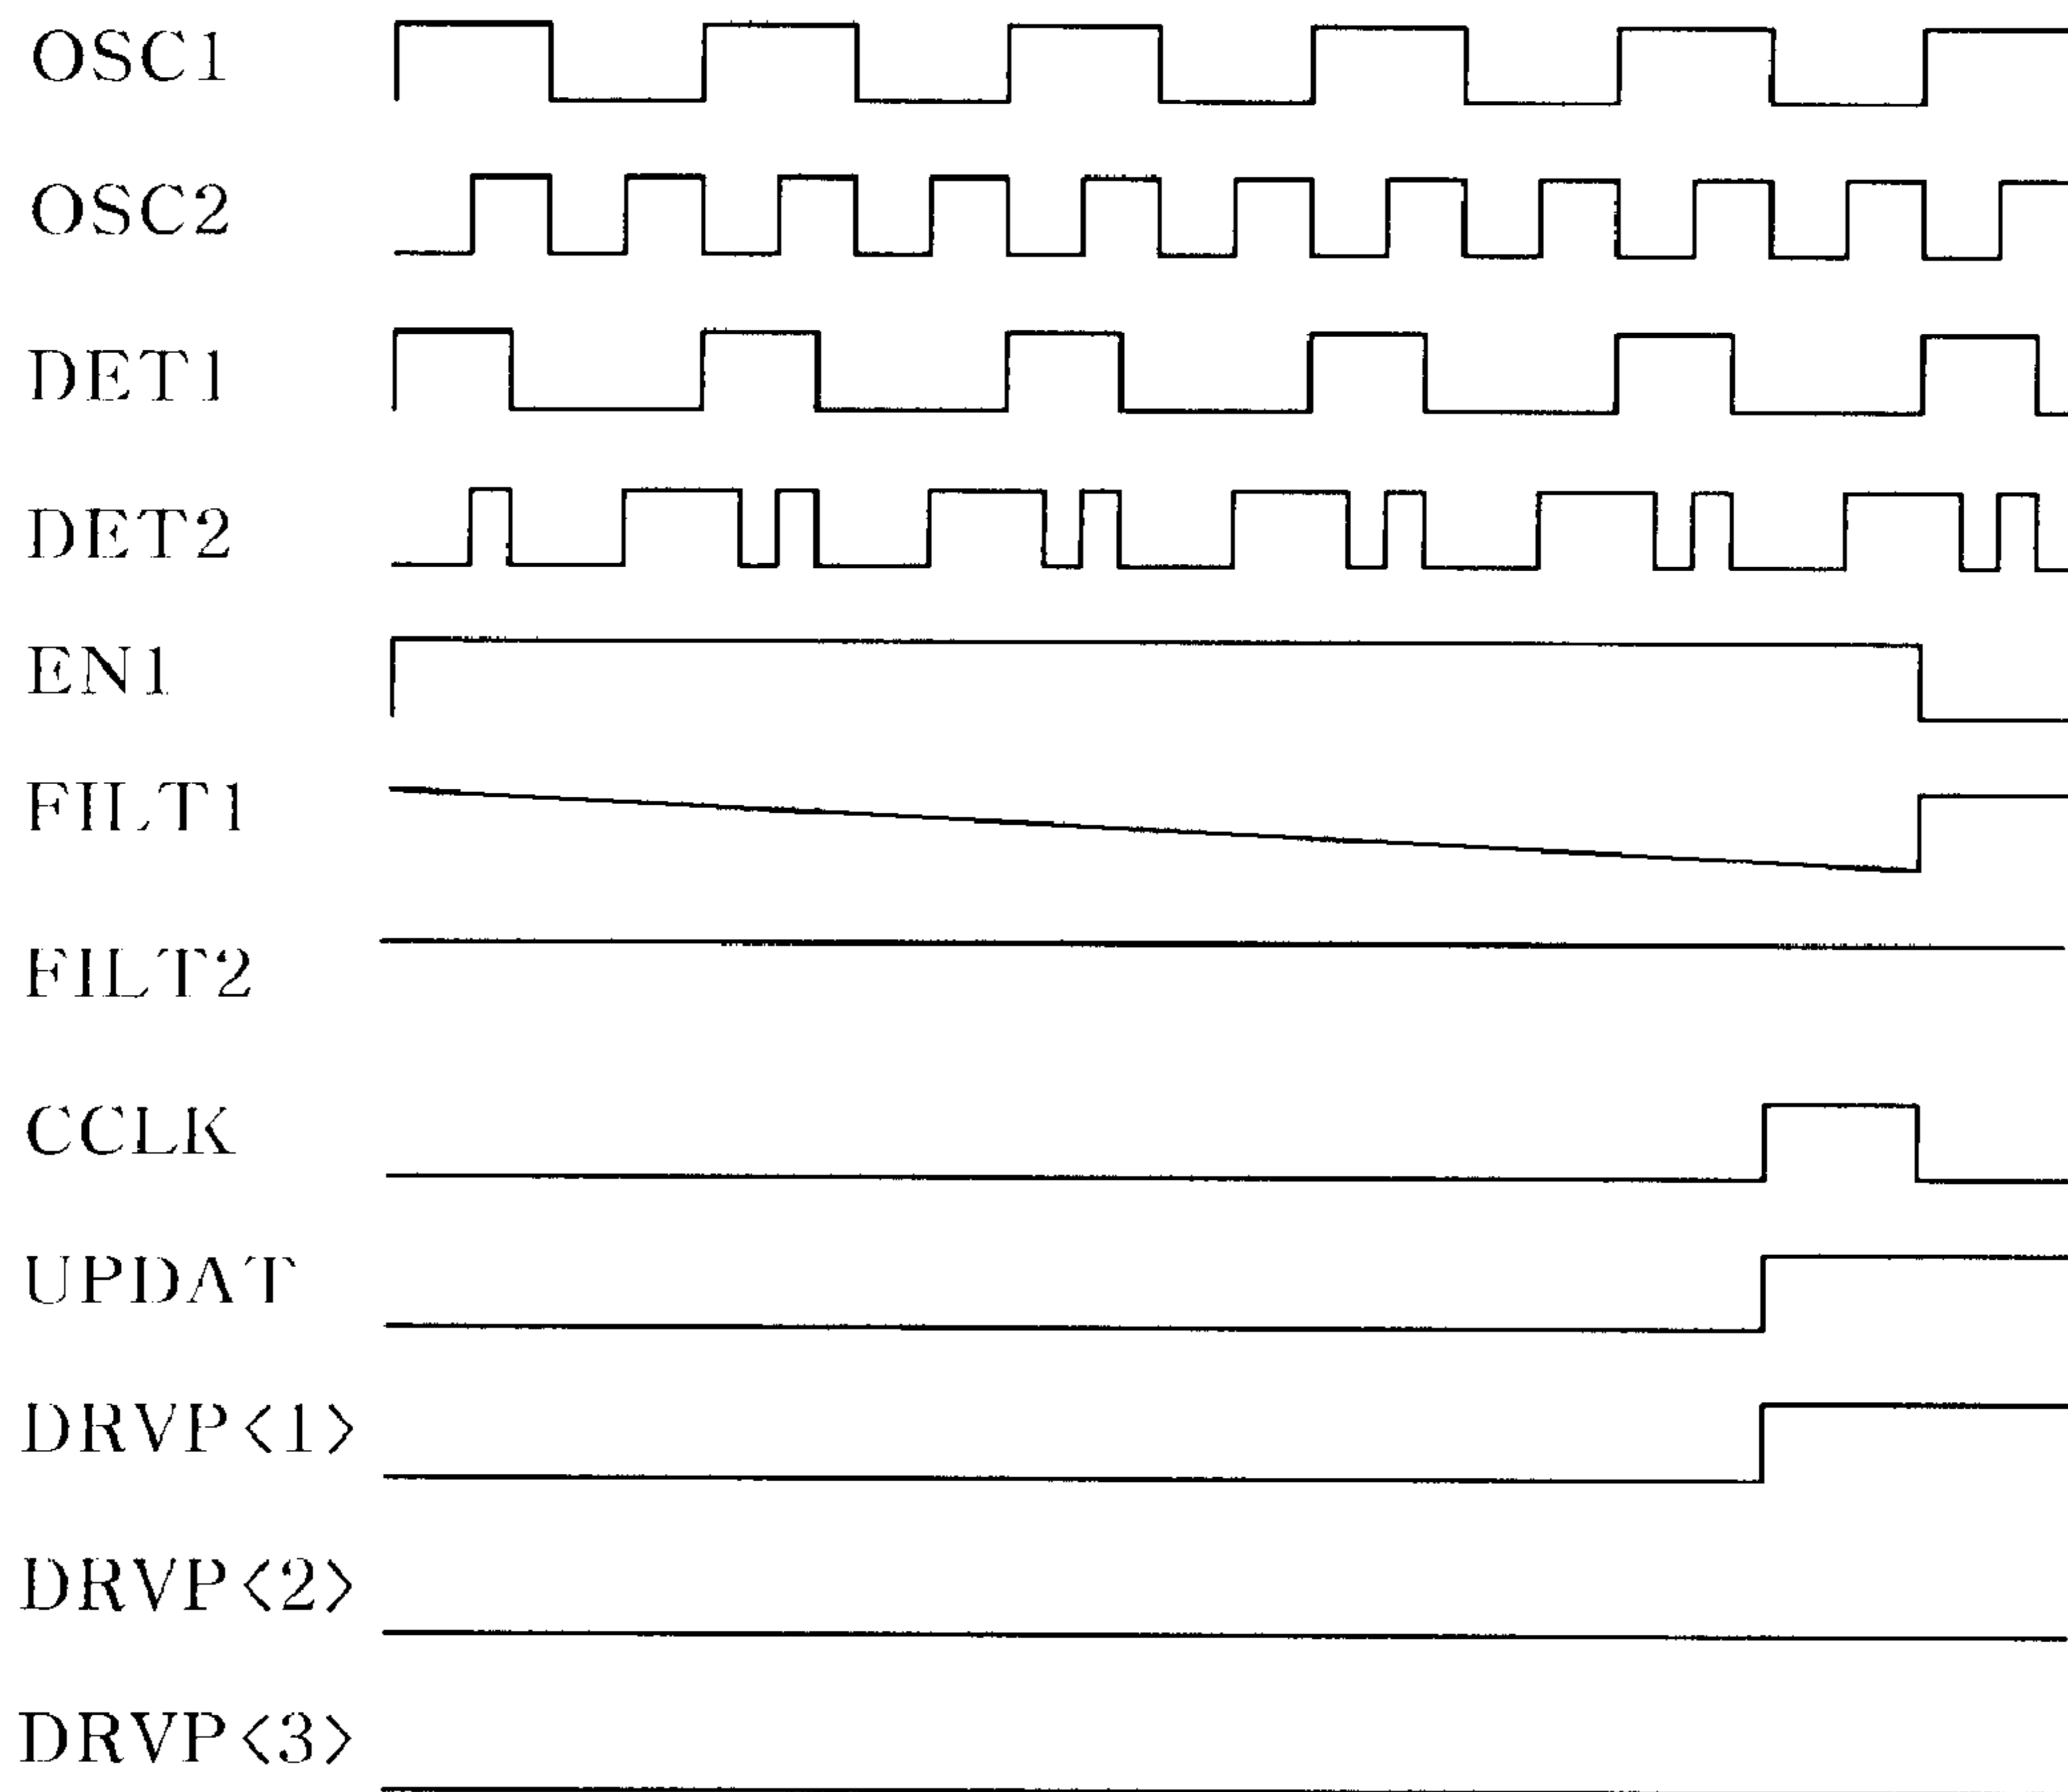 OSC1
OSC2
DET1
DET2
EN1
FILT1
FILT2
CCLK
UPDAT
DRVP<1>
DRVP<2>
DRVP<3>